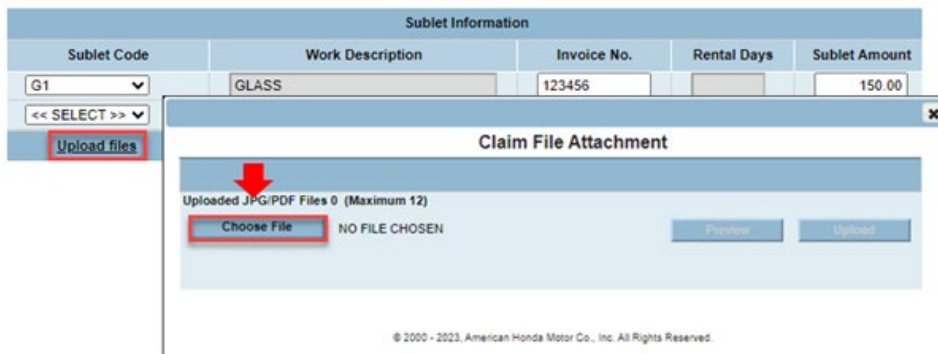 Sublet Information
Sublet Code Work Description Invoice No. Rental Days Sublet Amount
G1 GLASS 123456 150.00
<< SELECT >>
Upload files
Claim File Attachment
Uploaded JPG/PDF Files 0 (Maximum 12)
Choose File NO FILE CHOSEN Preview Upload
© 2000 - 2023, American Honda Motor Co., Inc. All Rights Reserved.